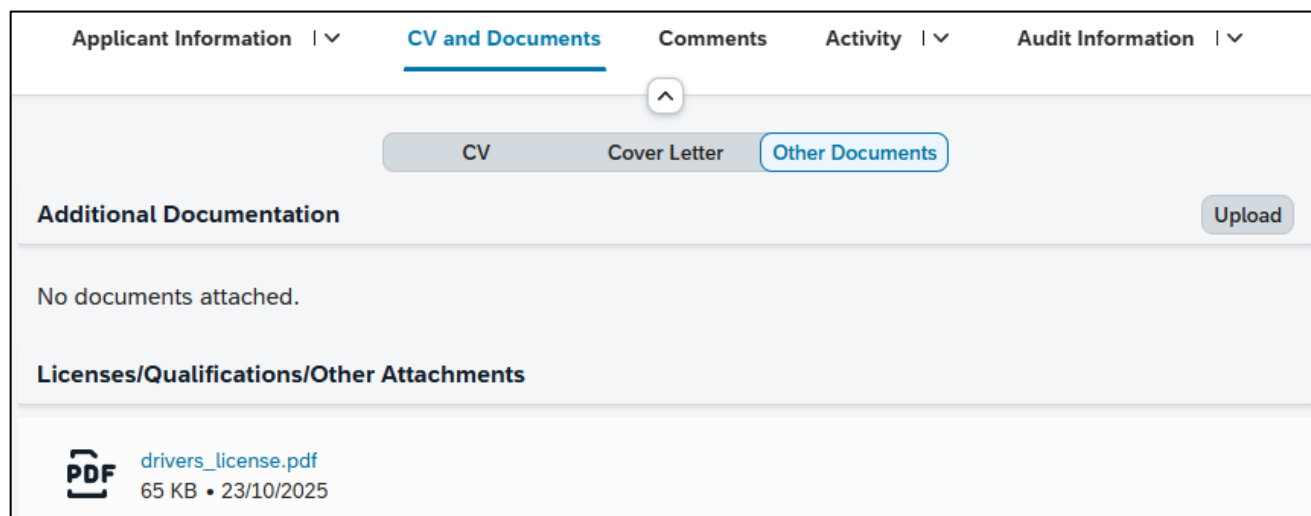 Applicant Information | CV and Documents Comments Activity | Audit Information |
CV Cover Letter Other Documents
Additional Documentation Upload
No documents attached.
Licenses/Qualifications/Other Attachments
PDF drivers_license.pdf
65 KB • 23/10/2025